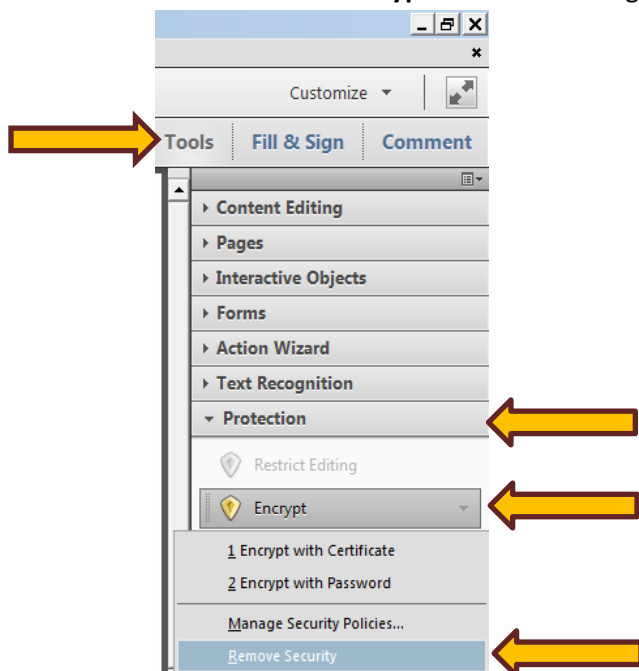 Customize
Tools Fill & Sign Comment
Content Editing
Pages
Interactive Objects
Forms
Action Wizard
Text Recognition
Protection
Restrict Editing
Encrypt
1 Encrypt with Certificate
2 Encrypt with Password
Manage Security Policies...
Remove Security